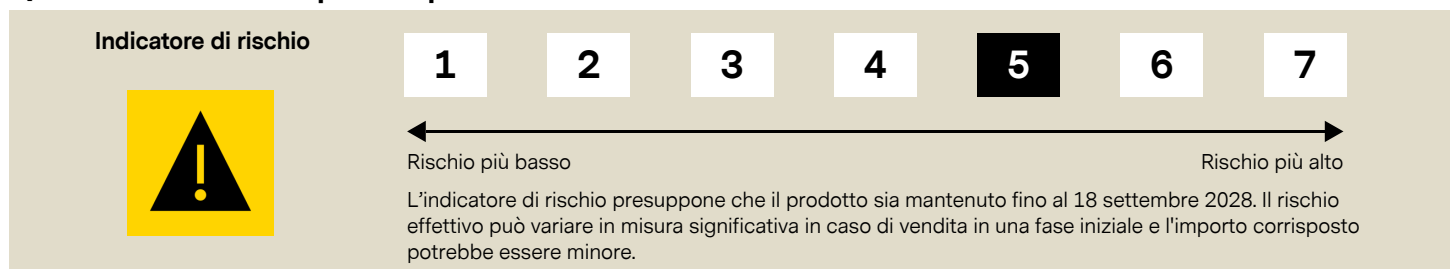 Indicatore di rischio
1 2 3 4 5 6 7
Rischio più basso Rischio più alto
L'indicatore di rischio presuppone che il prodotto sia mantenuto fino al 18 settembre 2028. Il rischio
effettivo può variare in misura significativa in caso di vendita in una fase iniziale e l'importo corrisposto
potrebbe essere minore.